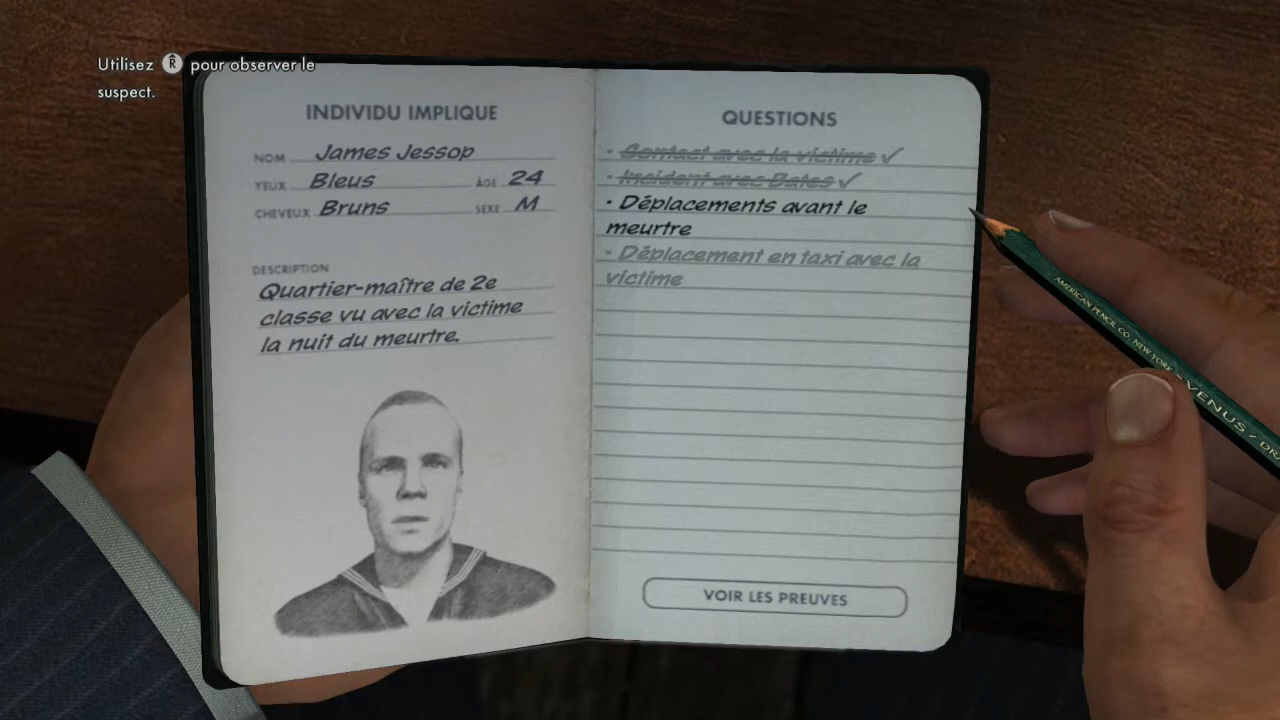 Utilisez R pour observer le
suspect.
INDIVIDU IMPLIQUE
NOM James Jessop
YEUX Bleus ÂGE 24
CHEVEUX Bruns SEXE M
DESCRIPTION
Quartier-maître de 2e
classe vu avec la victime
la nuit du meurtre.
QUESTIONS
• Contact avec la victime ✓
• Incident avec Bates ✓
• Déplacements avant le
meurtre
• Déplacement en taxi avec la
victime
VOIR LES PREUVES
AMERICAN PENCIL CO. NEW YORK VENUS / DRA